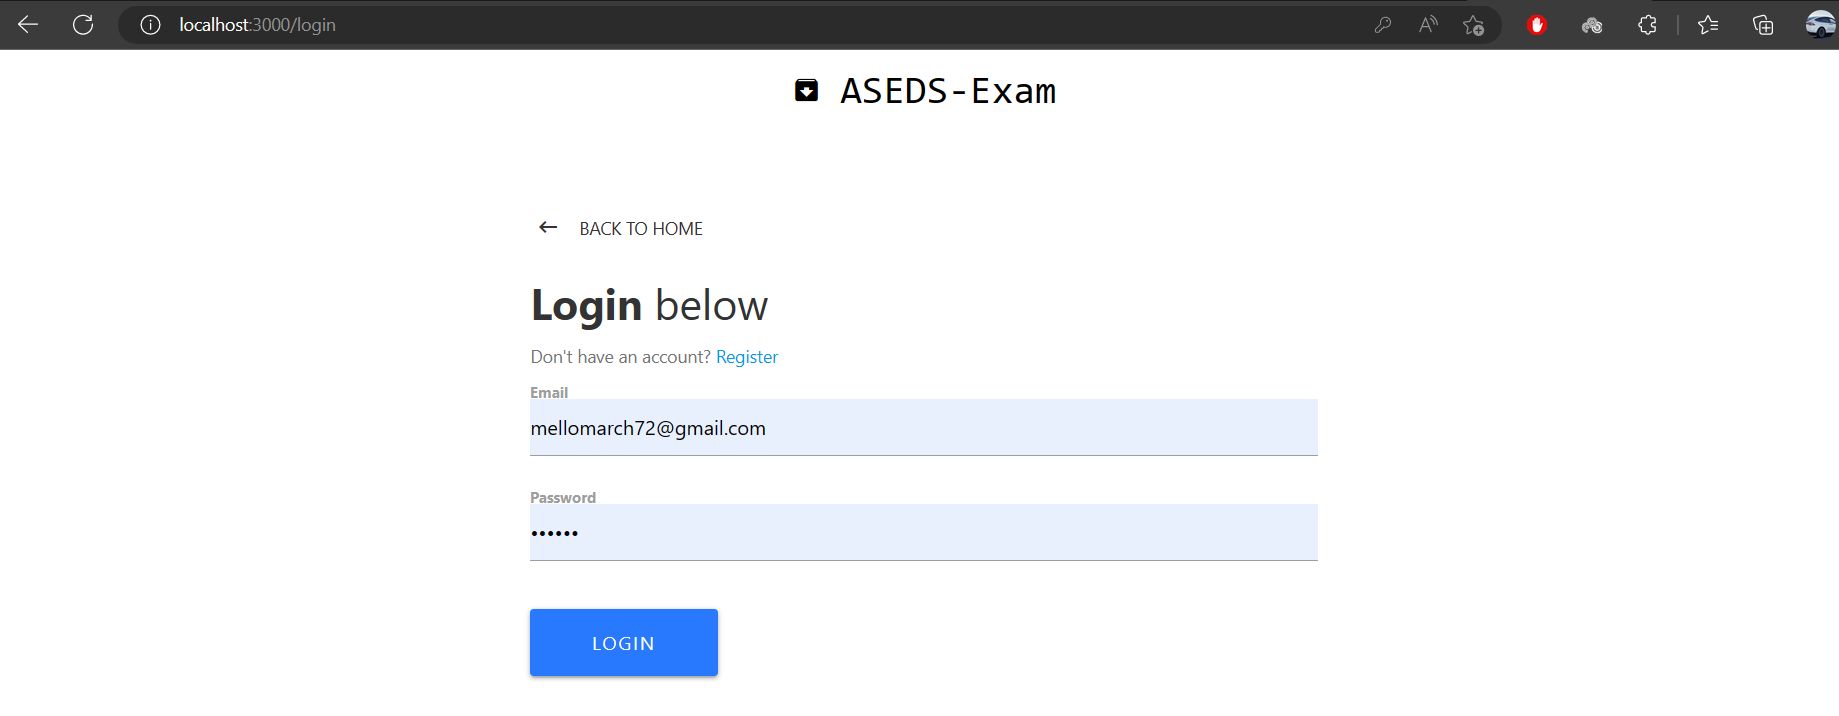 localhost:3000/login
ASEDS-Exam
BACK TO HOME
Login below
Don't have an account? Register
Email
mellomarch72@gmail.com
Password
••••••
LOGIN